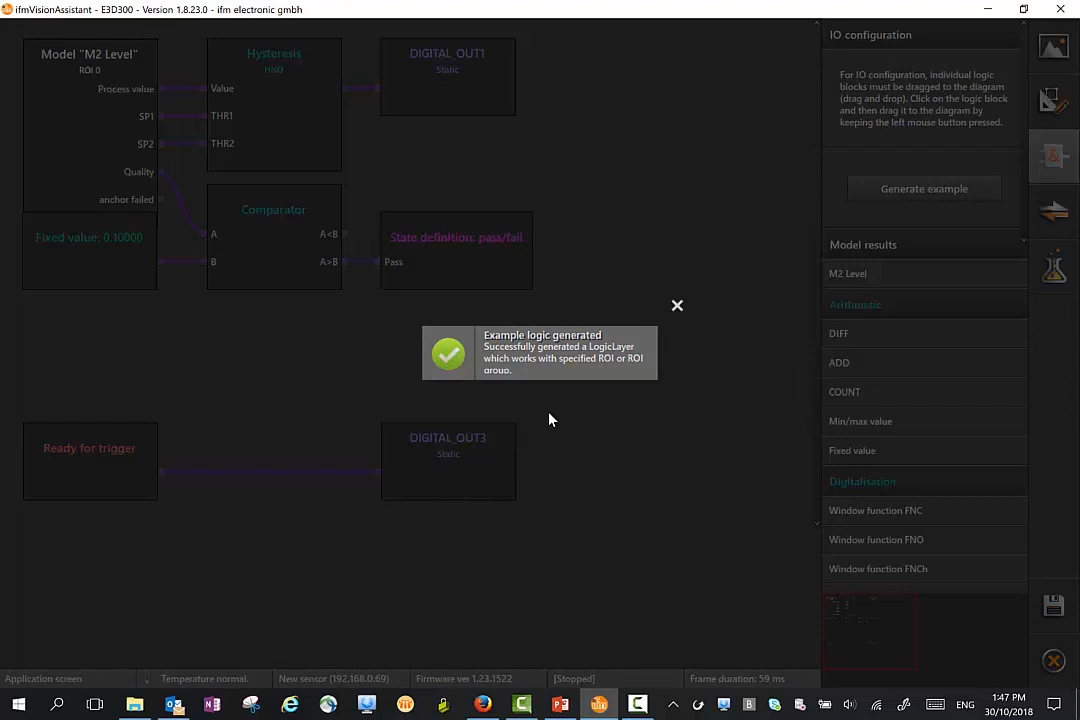 ifmVisionAssistant - E3D300 - Version 1.8.23.0 - ifm electronic gmbh
Model "M2 Level"
ROI 0
Process value
SP1
SP2
Quality
anchor failed
Hysteresis
HNO
Value
THR1
THR2
DIGITAL_OUT1
Static
Fixed value: 0.10000
Comparator
A
B
A<B
A>B
State definition: pass/fail
Pass
Example logic generated
Successfully generated a LogicLayer
which works with specified ROI or ROI
group.
Ready for trigger
DIGITAL_OUT3
Static
IO configuration
For IO configuration, individual logic
blocks must be dragged to the diagram
(drag and drop). Click on the logic block
and then drag it to the diagram by
keeping the left mouse button pressed.
Generate example
Model results
M2 Level
Arithmetic
DIFF
ADD
COUNT
Min/max value
Fixed value
Digitalisation
Window function FNC
Window function FNO
Window function FNCh
Application screen
Temperature normal.
New sensor (192.168.0.69)
Firmware ver 1.23.1522
[Stopped]
Frame duration: 59 ms
ENG
1:47 PM
30/10/2018